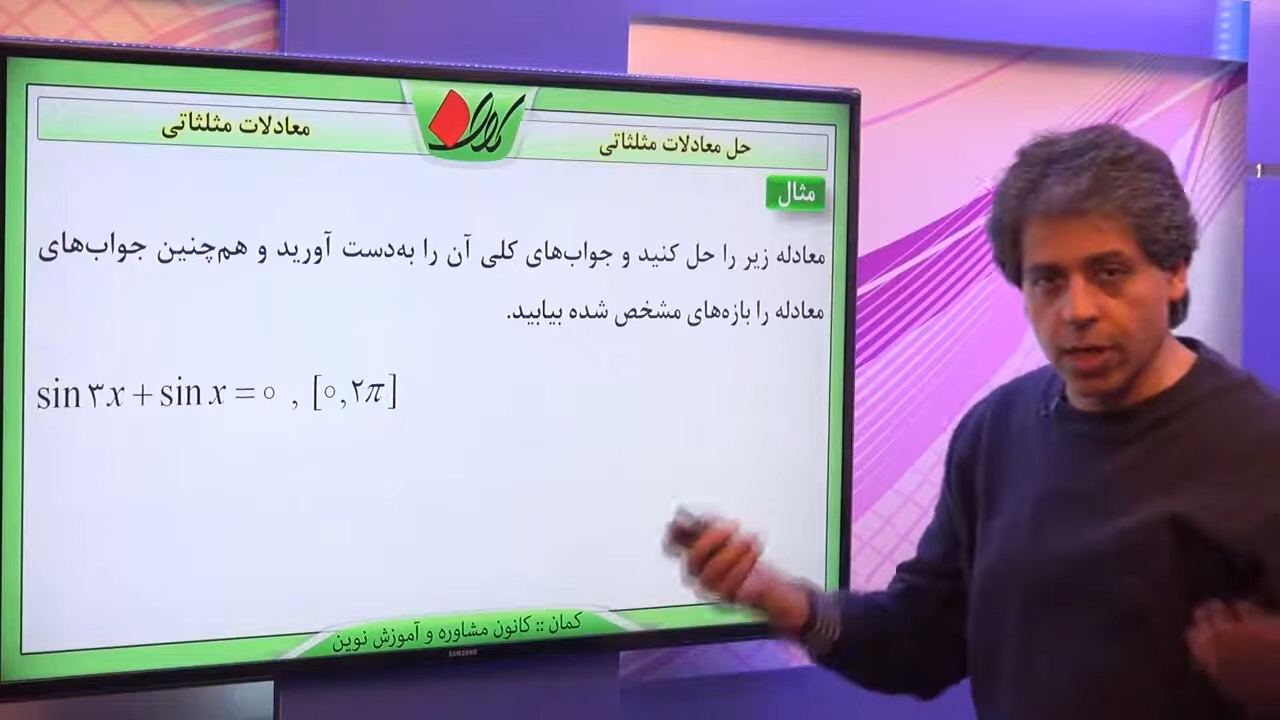 حل معادلات مثلثاتی
معادلات مثلثاتی
مثال
معادله زیر را حل کنید و جواب‌های کلی آن را به‌دست آورید و هم‌چنین جواب‌های
معادله را بازه‌های مشخص شده بیابید.
sin ۳x + sin x = ۰ , [۰, ۲π]
کمان :: کانون مشاوره و آموزش نوین
SAMSUNG